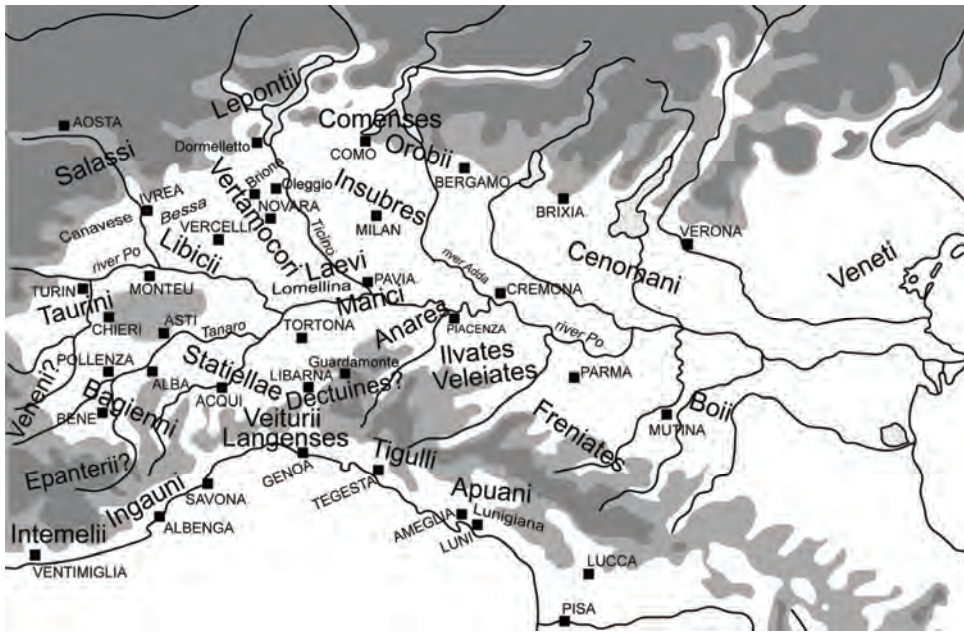 Lepontii
AOSTA
Comenses
Dormelletto
COMO
Orobii
Salassi
BERGAMO
Briona
Oleggio
Insubres
IVREA
Bessa
BRIXIA
Canavese
NOVARA
MILAN
Vertamocori
VERCELLI
Ticino
VERONA
Libicii
river Po
Laevi
river Adda
Cenomani
Veneti
MONTEU
Lomellina
PAVIA
TURIN
Marici
CREMONA
Taurini
CHIERI
ASTI
Tanaro
TORTONA
Anares
PIACENZA
river Po
Ilvates
POLLENZA
Statiellae
Guardamonte
Veleiates
PARMA
Venenii?
ALBA
LIBARNA
Dectuines?
Bagienni
ACQUI
BENE
Veiturii
Freniates
MUTINA
Boii
Langenses
Epanterii?
GENOA
Tigulli
Ingauni
SAVONA
TEGESTA
Apuani
Intemelii
ALBENGA
AMEGLIA
Lunigiana
LUNI
VENTIMIGLIA
LUCCA
PISA